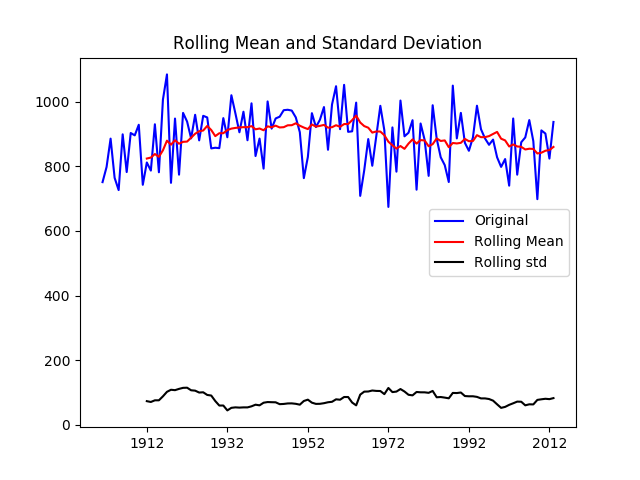 Rolling Mean and Standard Deviation
1000
800
600
400
200
0
Original
Rolling Mean
Rolling std
1912 1932 1952 1972 1992 2012